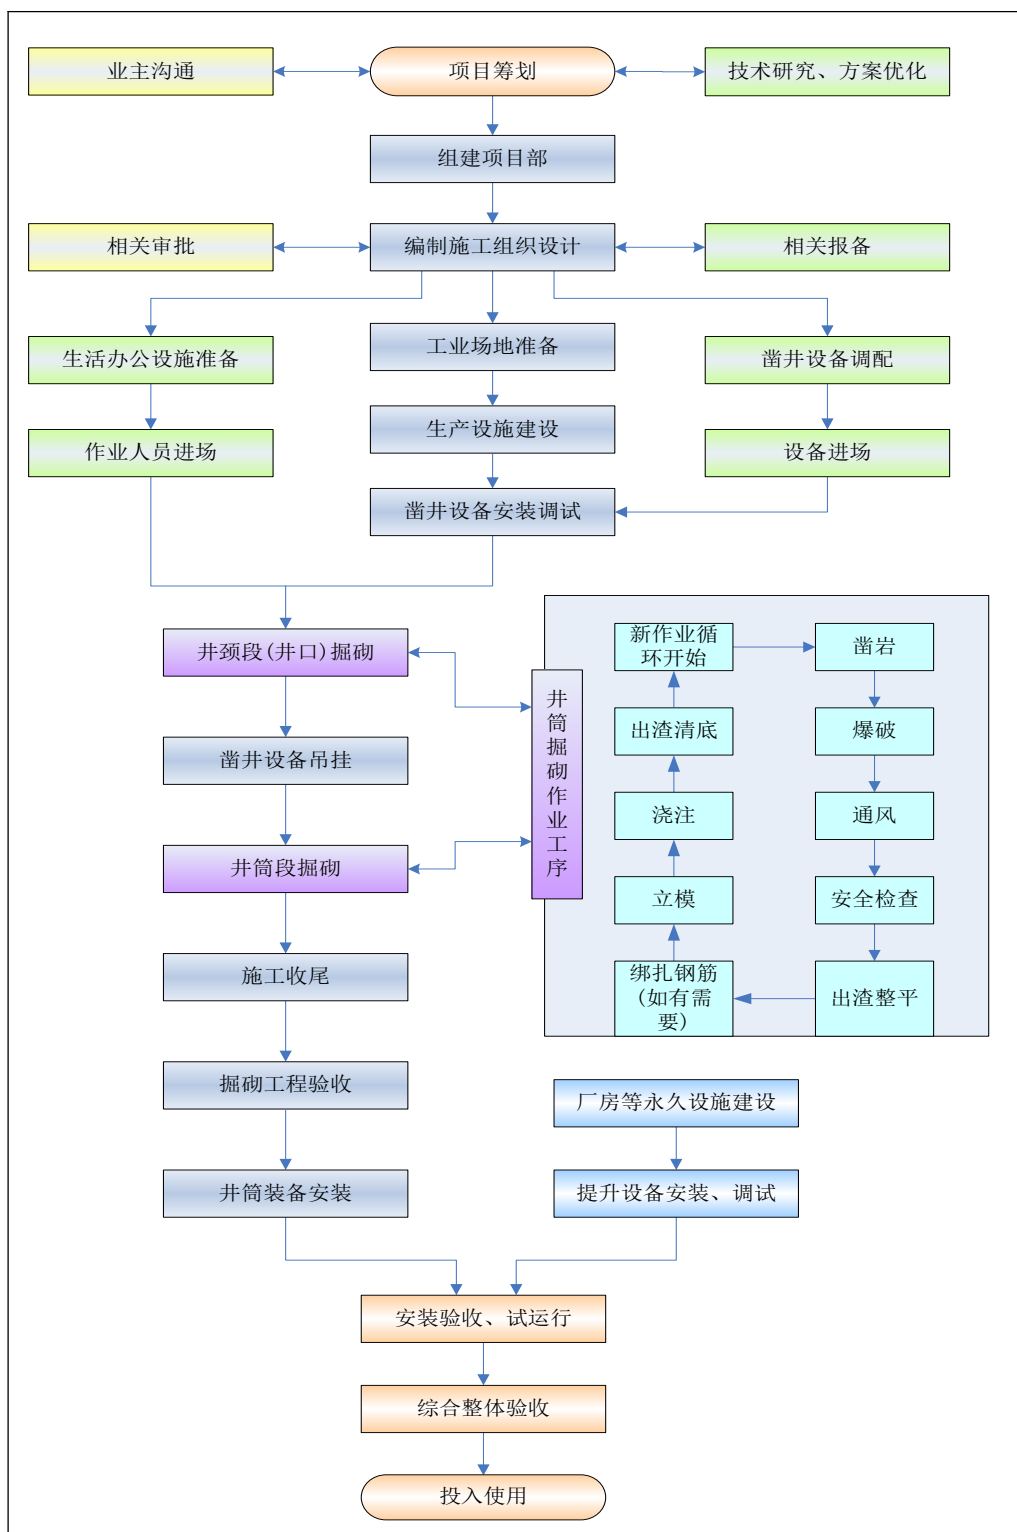 业主沟通
项目筹划
技术研究、方案优化
组建项目部
相关审批
编制施工组织设计
相关报备
生活办公设施准备
工业场地准备
凿井设备调配
作业人员进场
生产设施建设
设备进场
凿井设备安装调试
井颈段(井口)掘砌
凿井设备吊挂
井筒段掘砌
施工收尾
掘砌工程验收
井筒装备安装
井筒掘砌作业工序
新作业循
环开始
凿岩
出渣清底
爆破
浇注
通风
立模
安全检查
绑扎钢筋
(如有需
要)
出渣整平
厂房等永久设施建设
提升设备安装、调试
安装验收、试运行
综合整体验收
投入使用